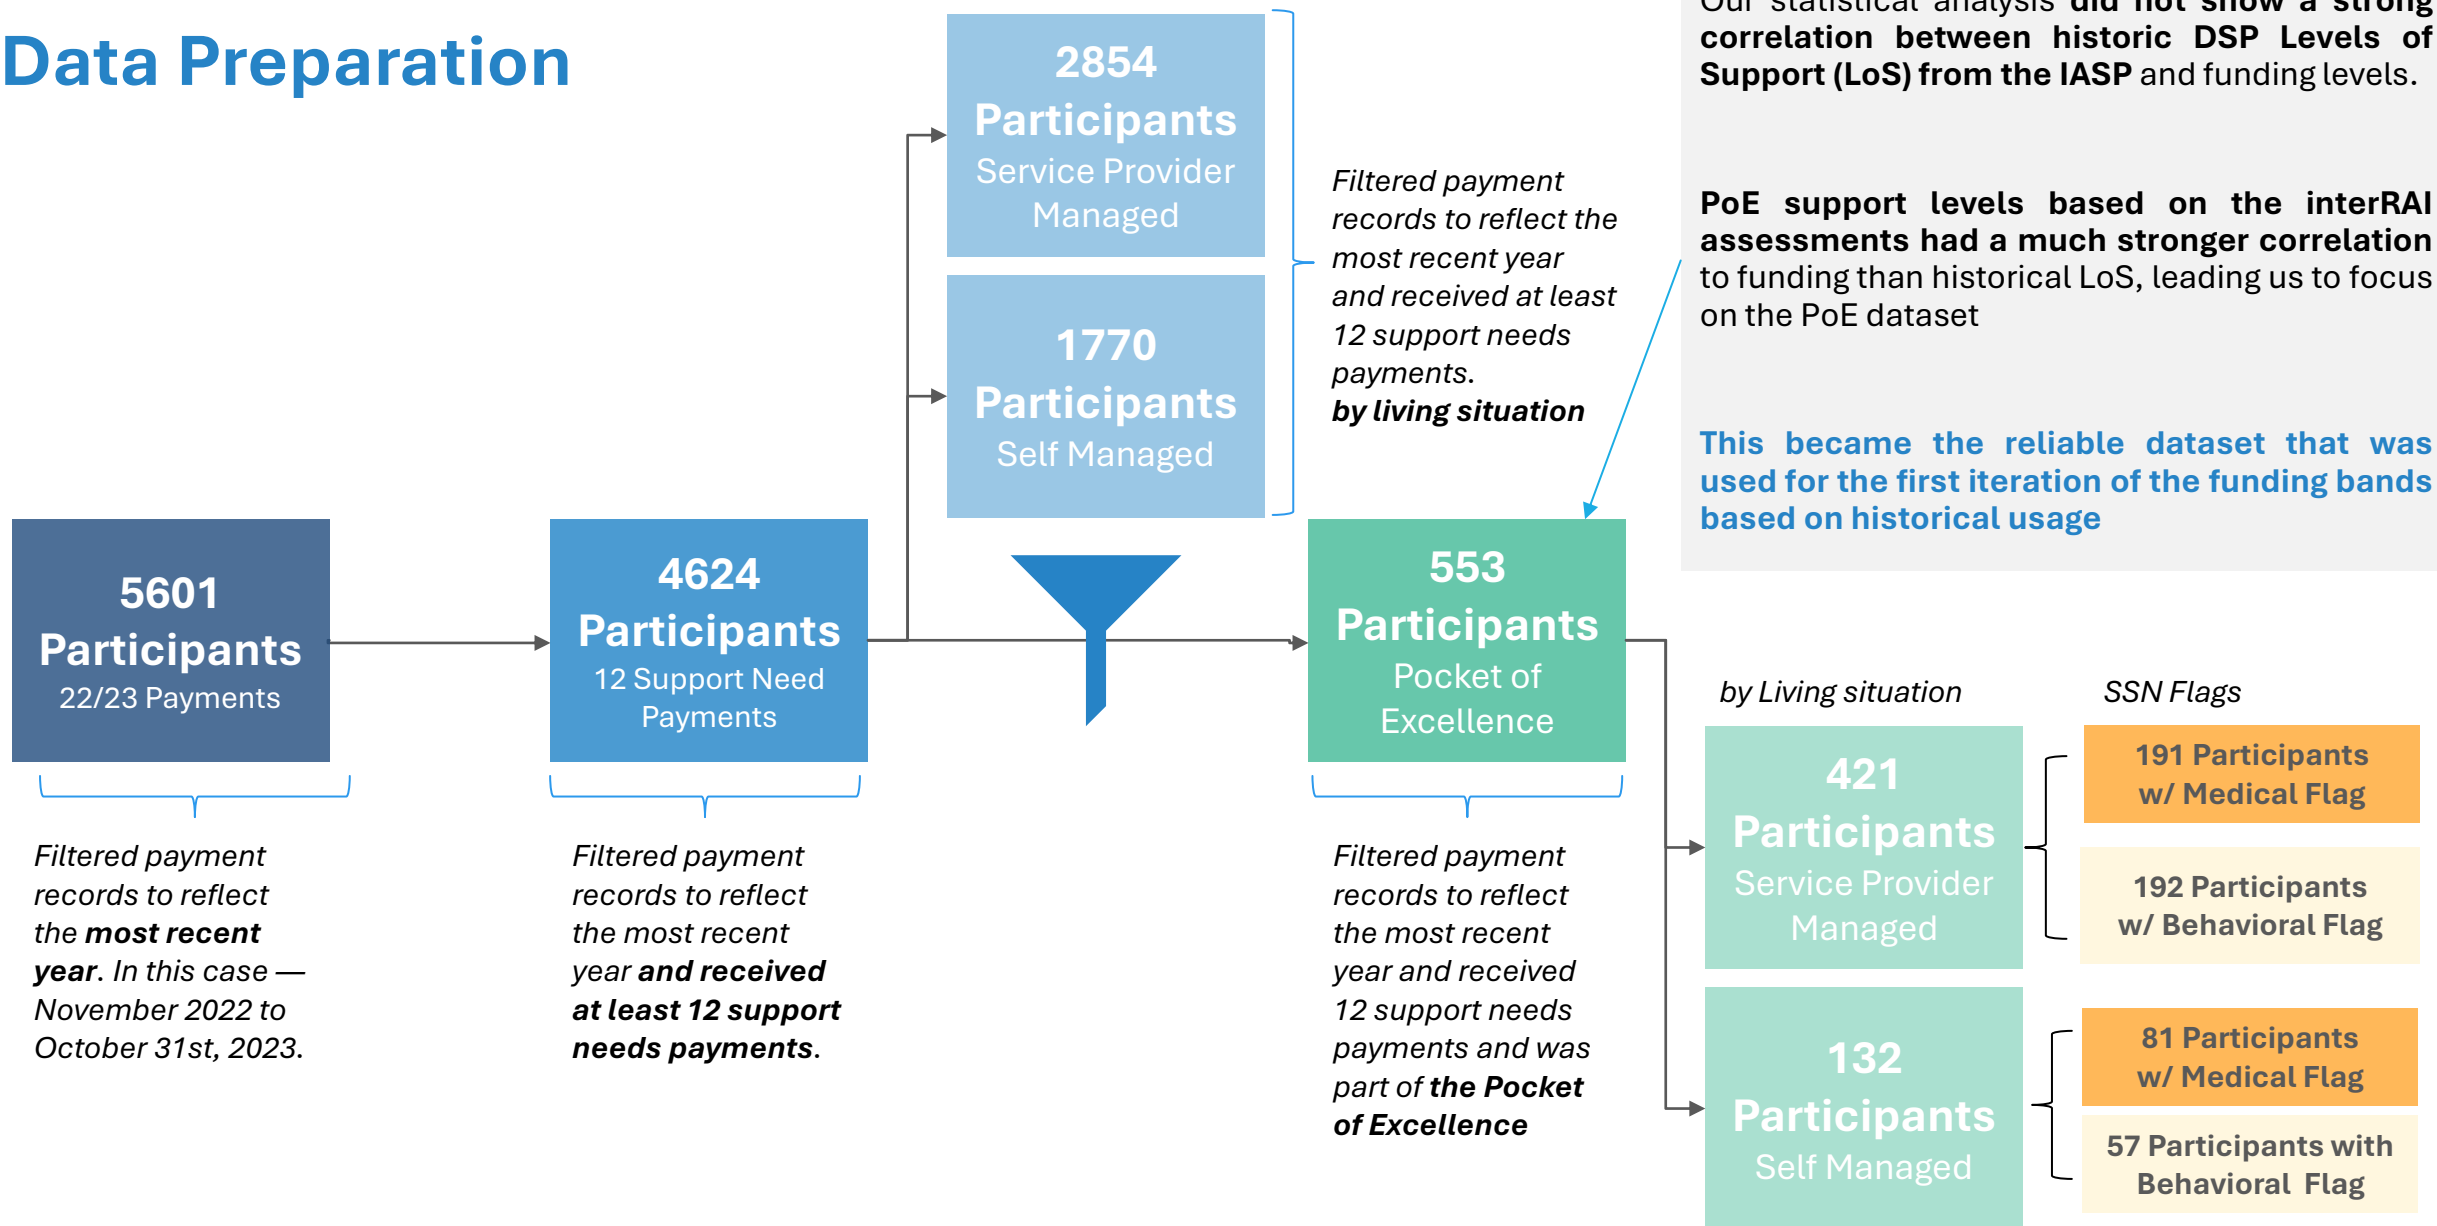 Data Preparation
2854
Participants
Service Provider
Managed
1770
Participants
Self Managed
Filtered payment
records to reflect the
most recent year
and received at least
12 support needs
payments.
by living situation
Our statistical analysis did not show a strong
correlation between historic DSP Levels of
Support (LoS) from the IASP and funding levels.
PoE support levels based on the interRAI
assessments had a much stronger correlation
to funding than historical LoS, leading us to focus
on the PoE dataset
This became the reliable dataset that was
used for the first iteration of the funding bands
based on historical usage
5601
Participants
22/23 Payments
4624
Participants
12 Support Need
Payments
553
Participants
Pocket of
Excellence
Filtered payment
records to reflect
the most recent
year. In this case —
November 2022 to
October 31st, 2023.
Filtered payment
records to reflect
the most recent
year and received
at least 12 support
needs payments.
Filtered payment
records to reflect
the most recent
year and received
12 support needs
payments and was
part of the Pocket
of Excellence
by Living situation
SSN Flags
421
Participants
Service Provider
Managed
191 Participants
w/ Medical Flag
192 Participants
w/ Behavioral Flag
132
Participants
Self Managed
81 Participants
w/ Medical Flag
57 Participants with
Behavioral Flag